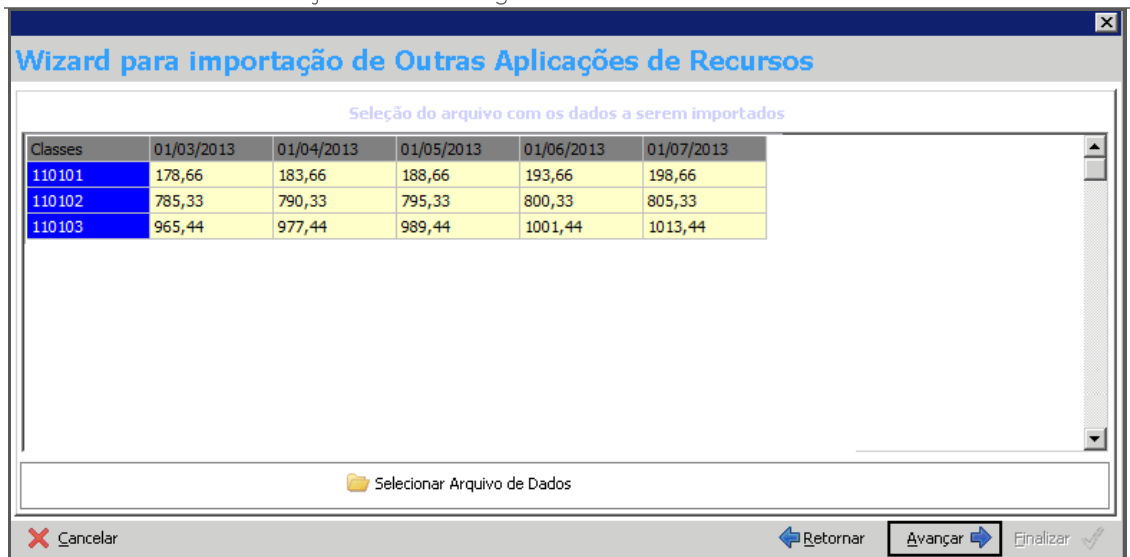 Wizard para importação de Outras Aplicações de Recursos
Seleção do arquivo com os dados a serem importados
Classes 01/03/2013 01/04/2013 01/05/2013 01/06/2013 01/07/2013
110101 178,66 183,66 188,66 193,66 198,66
110102 785,33 790,33 795,33 800,33 805,33
110103 965,44 977,44 989,44 1001,44 1013,44
Selecionar Arquivo de Dados
Cancelar Retornar Avançar Finalizar